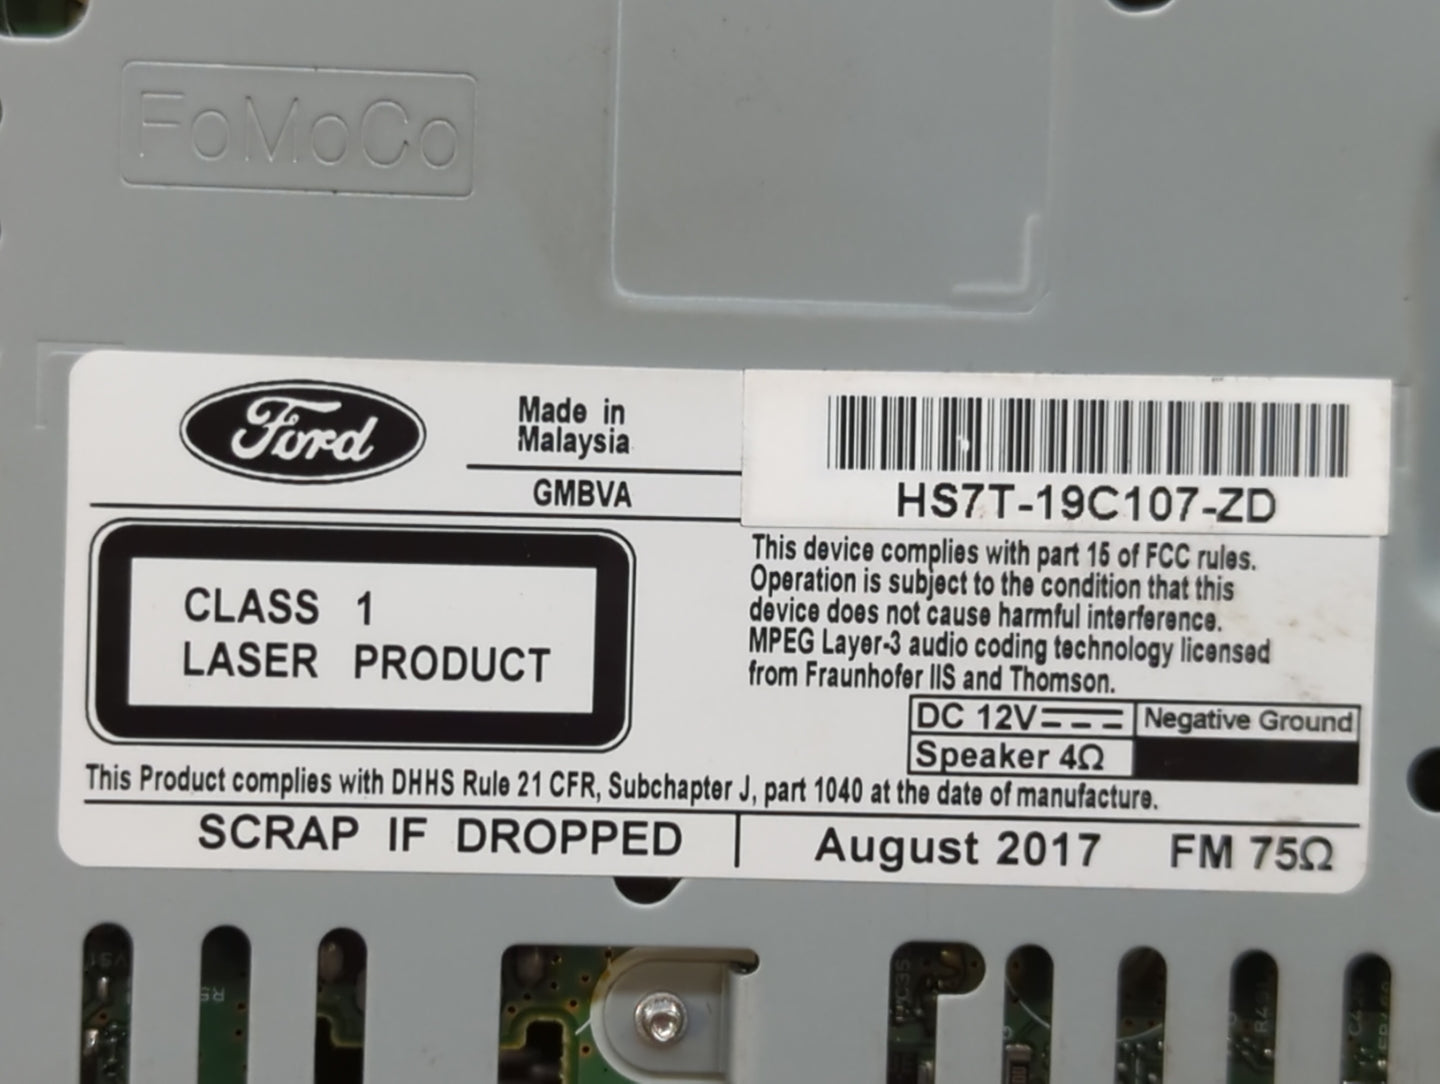 FoMoCo
Ford
Made in
Malaysia
GMBVA
HS7T-19C107-ZD
CLASS 1
LASER PRODUCT
This device complies with part 15 of FCC rules.
Operation is subject to the condition that this
device does not cause harmful interference.
MPEG Layer-3 audio coding technology licensed
from Fraunhofer IIS and Thomson.
DC 12V Negative Ground
Speaker 4Ω
This Product complies with DHHS Rule 21 CFR, Subchapter J, part 1040 at the date of manufacture.
SCRAP IF DROPPED
August 2017 FM 75Ω